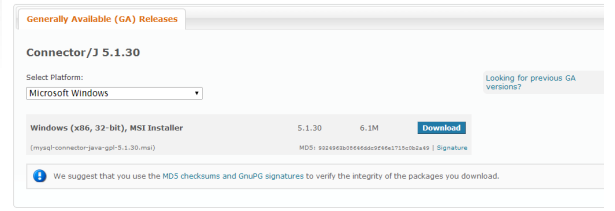 Generally Available (GA) Releases
Connector/J 5.1.30
Select Platform:
Looking for previous GA
versions?
Microsoft Windows
Windows (x86, 32-bit), MSI Installer 5.1.30 6.1M Download
(mysql-connector-java-gpl-5.1.30.msi) MD5: | Signature
We suggest that you use the MD5 checksums and GnuPG signatures to verify the integrity of the packages you download.